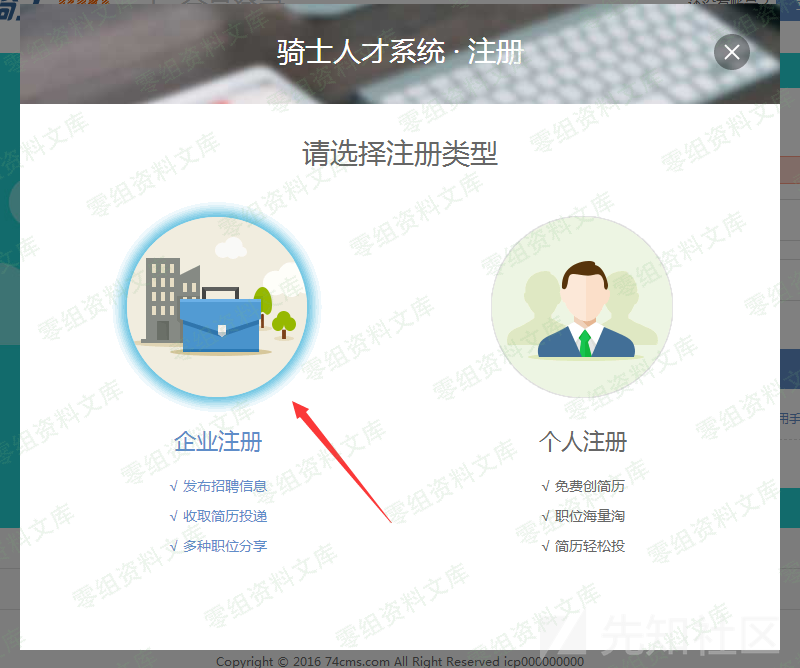 骑士人才系统 · 注册
请选择注册类型
企业注册
√ 发布招聘信息
√ 收取简历投递
√ 多种职位分享
个人注册
√ 免费创简历
√ 职位海量淘
√ 简历轻松投
用手
零组资料文库
先知社区
Copyright © 2016 74cms.com All Right Reserved icp000000000